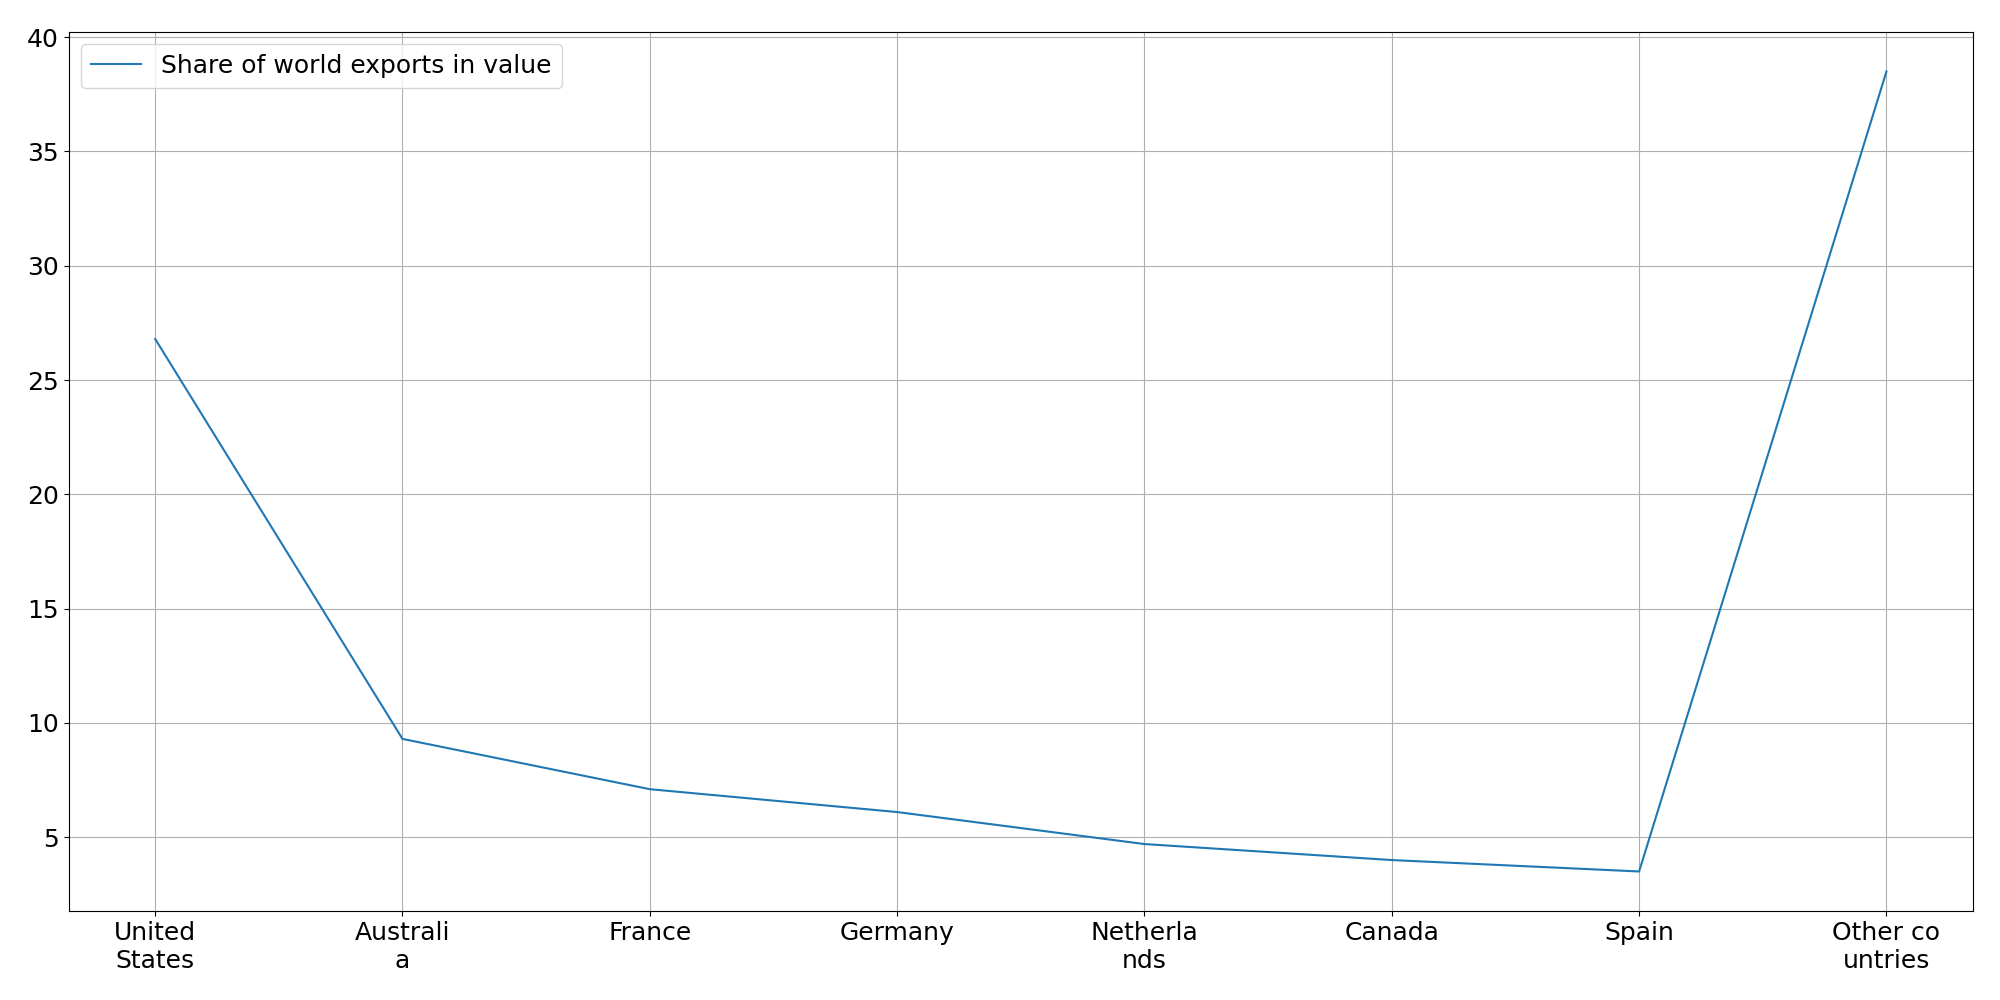 Share of world exports in value
40
35
30
25
20
15
10
5
United
States
Australi
a
France
Germany
Netherla
nds
Canada
Spain
Other co
untries